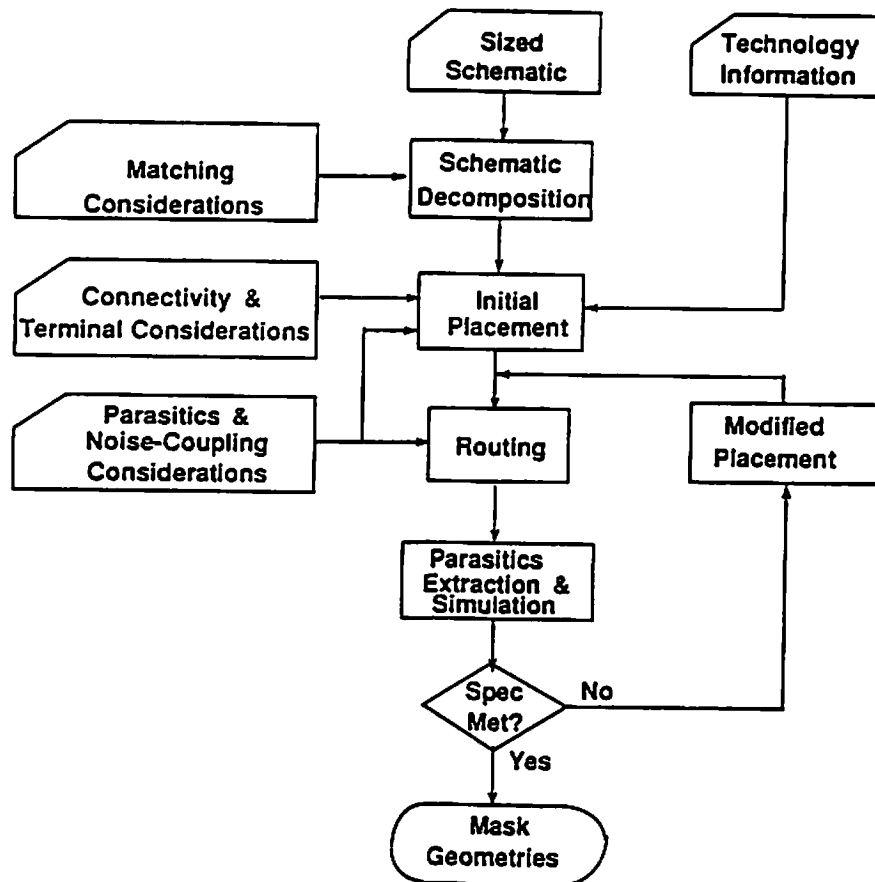 Sized
Schematic
Technology
Information
Matching
Considerations
Schematic
Decomposition
Connectivity &
Terminal Considerations
Initial
Placement
Parasitics &
Noise-Coupling
Considerations
Routing
Modified
Placement
Parasitics
Extraction &
Simulation
Spec
Met?
No
Yes
Mask
Geometries